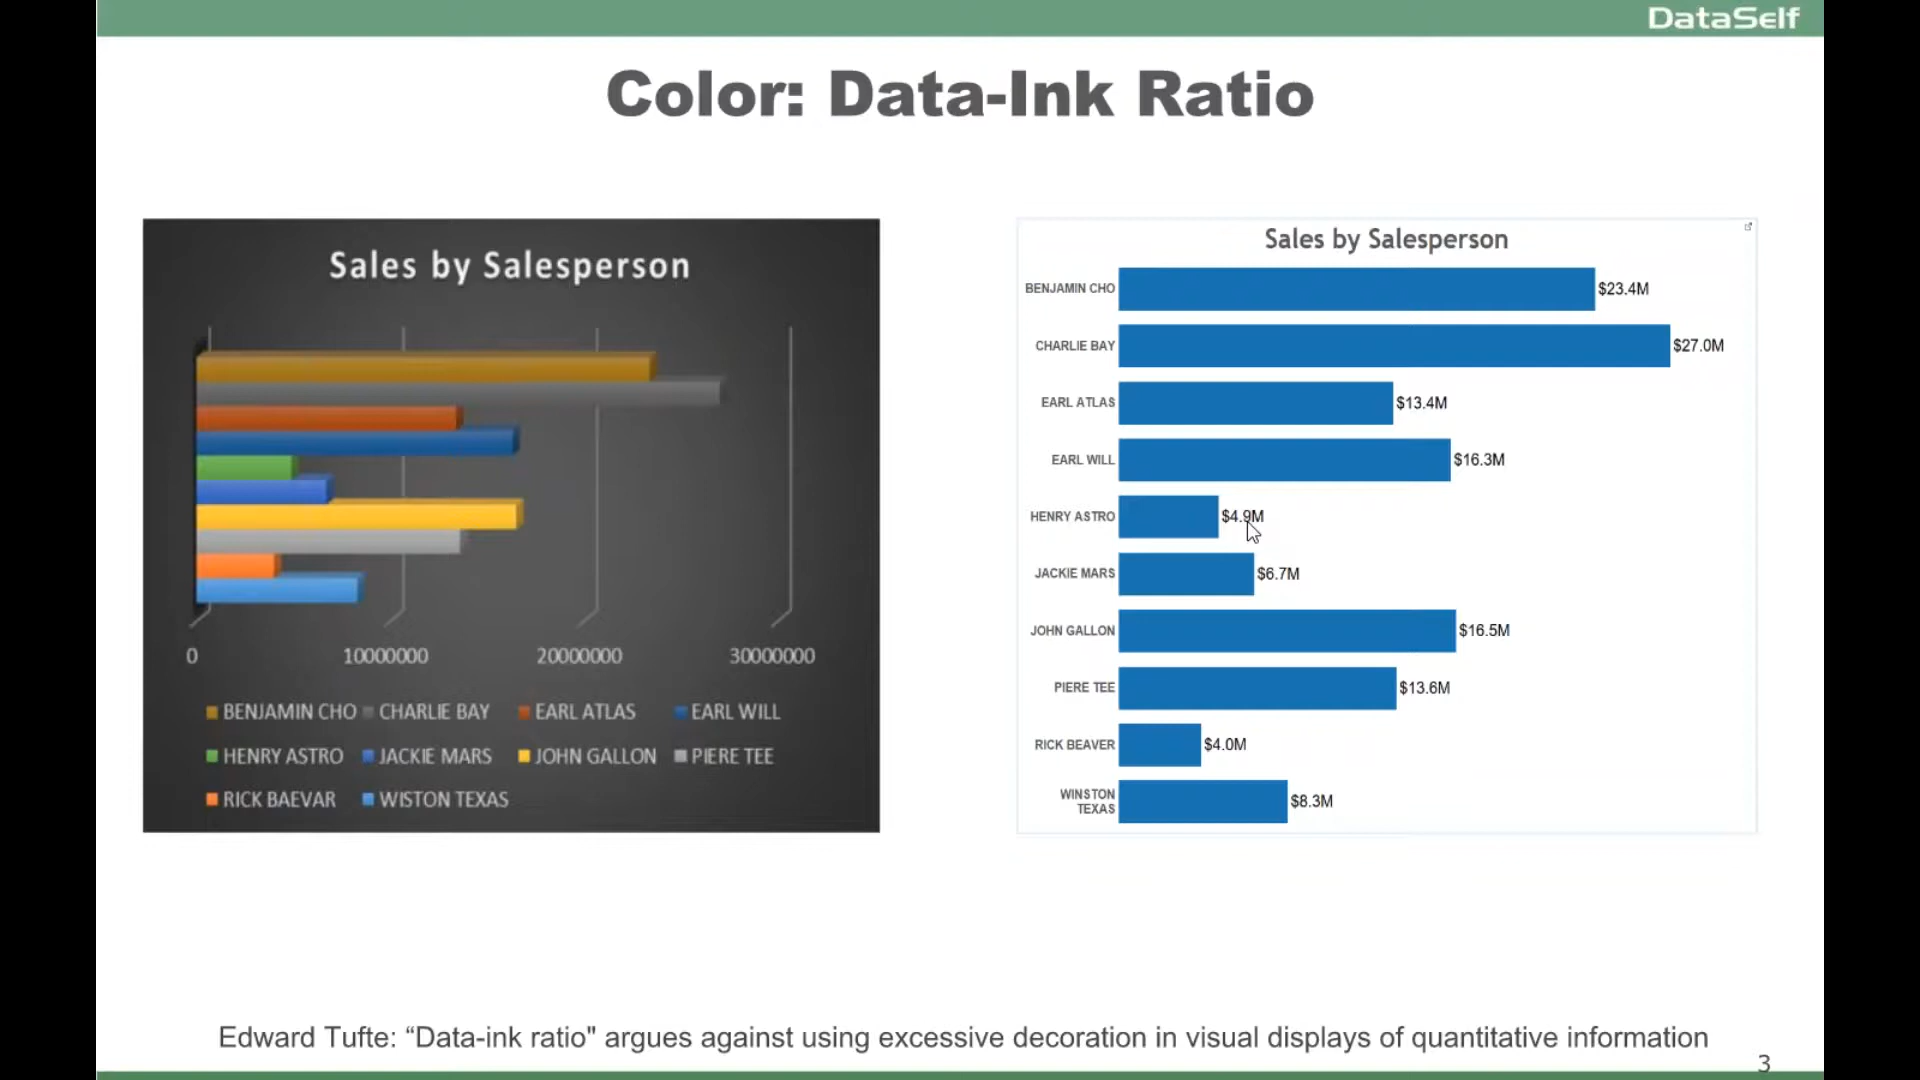 DataSelf
Color: Data-Ink Ratio
Sales by Salesperson
0 10000000 20000000 30000000
BENJAMIN CHO CHARLIE BAY EARL ATLAS EARL WILL
HENRY ASTRO JACKIE MARS JOHN GALLON PIERE TEE
RICK BAEVAR WISTON TEXAS
Sales by Salesperson
BENJAMIN CHO $23.4M
CHARLIE BAY $27.0M
EARL ATLAS $13.4M
EARL WILL $16.3M
HENRY ASTRO $4.9M
JACKIE MARS $6.7M
JOHN GALLON $16.5M
PIERE TEE $13.6M
RICK BEAVER $4.0M
WINSTON
TEXAS $8.3M
Edward Tufte: “Data-ink ratio" argues against using excessive decoration in visual displays of quantitative information
3